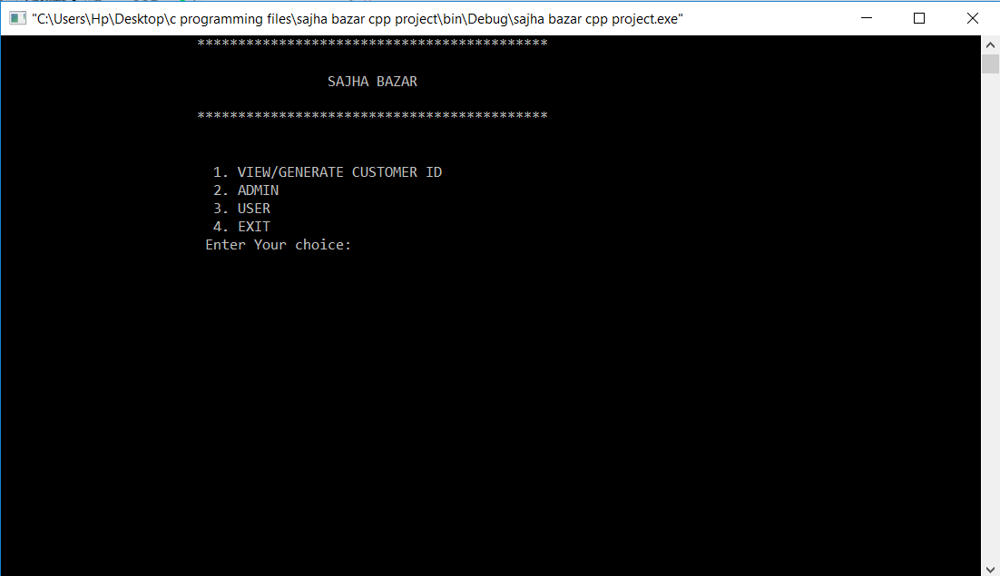 "C:\Users\Hp\Desktop\c programming files\sajha bazar cpp project\bin\Debug\sajha bazar cpp project.exe"
*******************************************
SAJHA BAZAR
*******************************************
1. VIEW/GENERATE CUSTOMER ID
2. ADMIN
3. USER
4. EXIT
Enter Your choice: